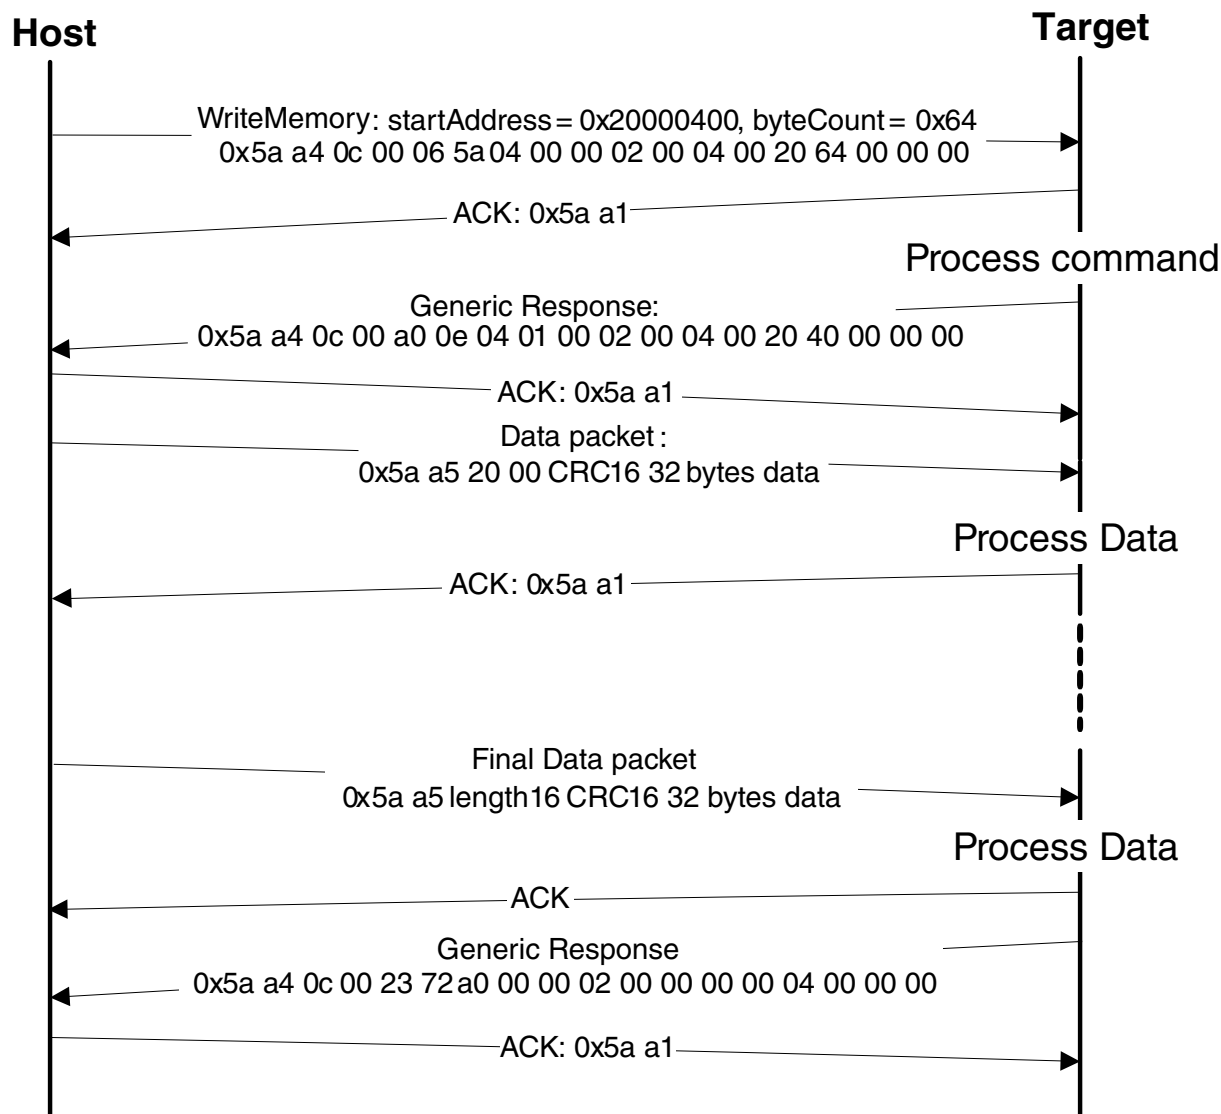 Host
Target
WriteMemory: startAddress = 0x20000400, byteCount = 0x64
0x5a a4 0c 00 06 5a 04 00 00 02 00 04 00 20 64 00 00 00
ACK: 0x5a a1
Process command
Generic Response:
0x5a a4 0c 00 a0 0e 04 01 00 02 00 04 00 20 40 00 00 00
ACK: 0x5a a1
Data packet :
0x5a a5 20 00 CRC16 32 bytes data
Process Data
ACK: 0x5a a1
Final Data packet
0x5a a5 length16 CRC16 32 bytes data
Process Data
ACK
Generic Response
0x5a a4 0c 00 23 72 a0 00 00 02 00 00 00 00 04 00 00 00
ACK: 0x5a a1